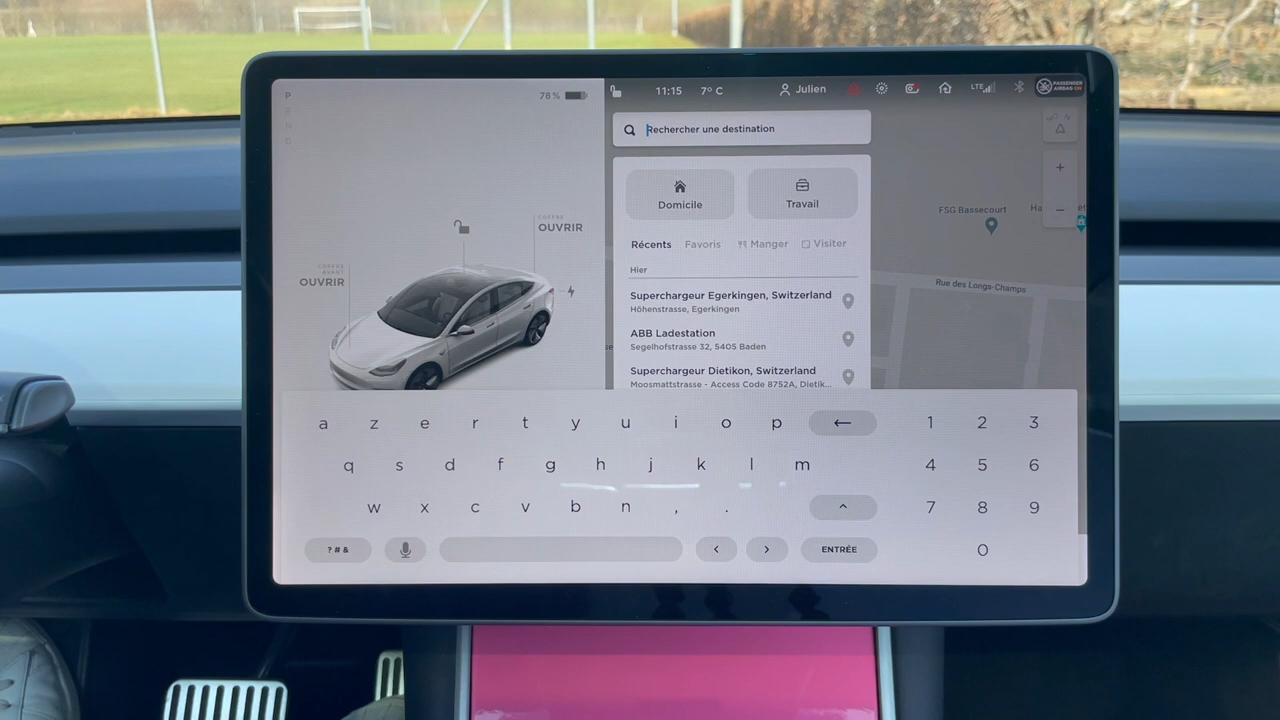 P
R
N
D
76%
11:15
7° C
Julien
LTE
PASSENGER
AIRBAG ON
Rechercher une destination
Domicile
Travail
Récents
Favoris
Manger
Visiter
Hier
Superchargeur Egerkingen, Switzerland
Höhenstrasse, Egerkingen
ABB Ladestation
Segelhofstrasse 32, 5405 Baden
Superchargeur Dietikon, Switzerland
Moosmattstrasse - Access Code 8752A, Dietik...
COFFRE
OUVRIR
COFFRE
AVANT
OUVRIR
FSG Bassecourt
Rue des Longs-Champs
+
−
a z e r t y u i o p ← 1 2 3
q s d f g h j k l m 4 5 6
w x c v b n , . ^ 7 8 9
? # & < > ENTRÉE 0